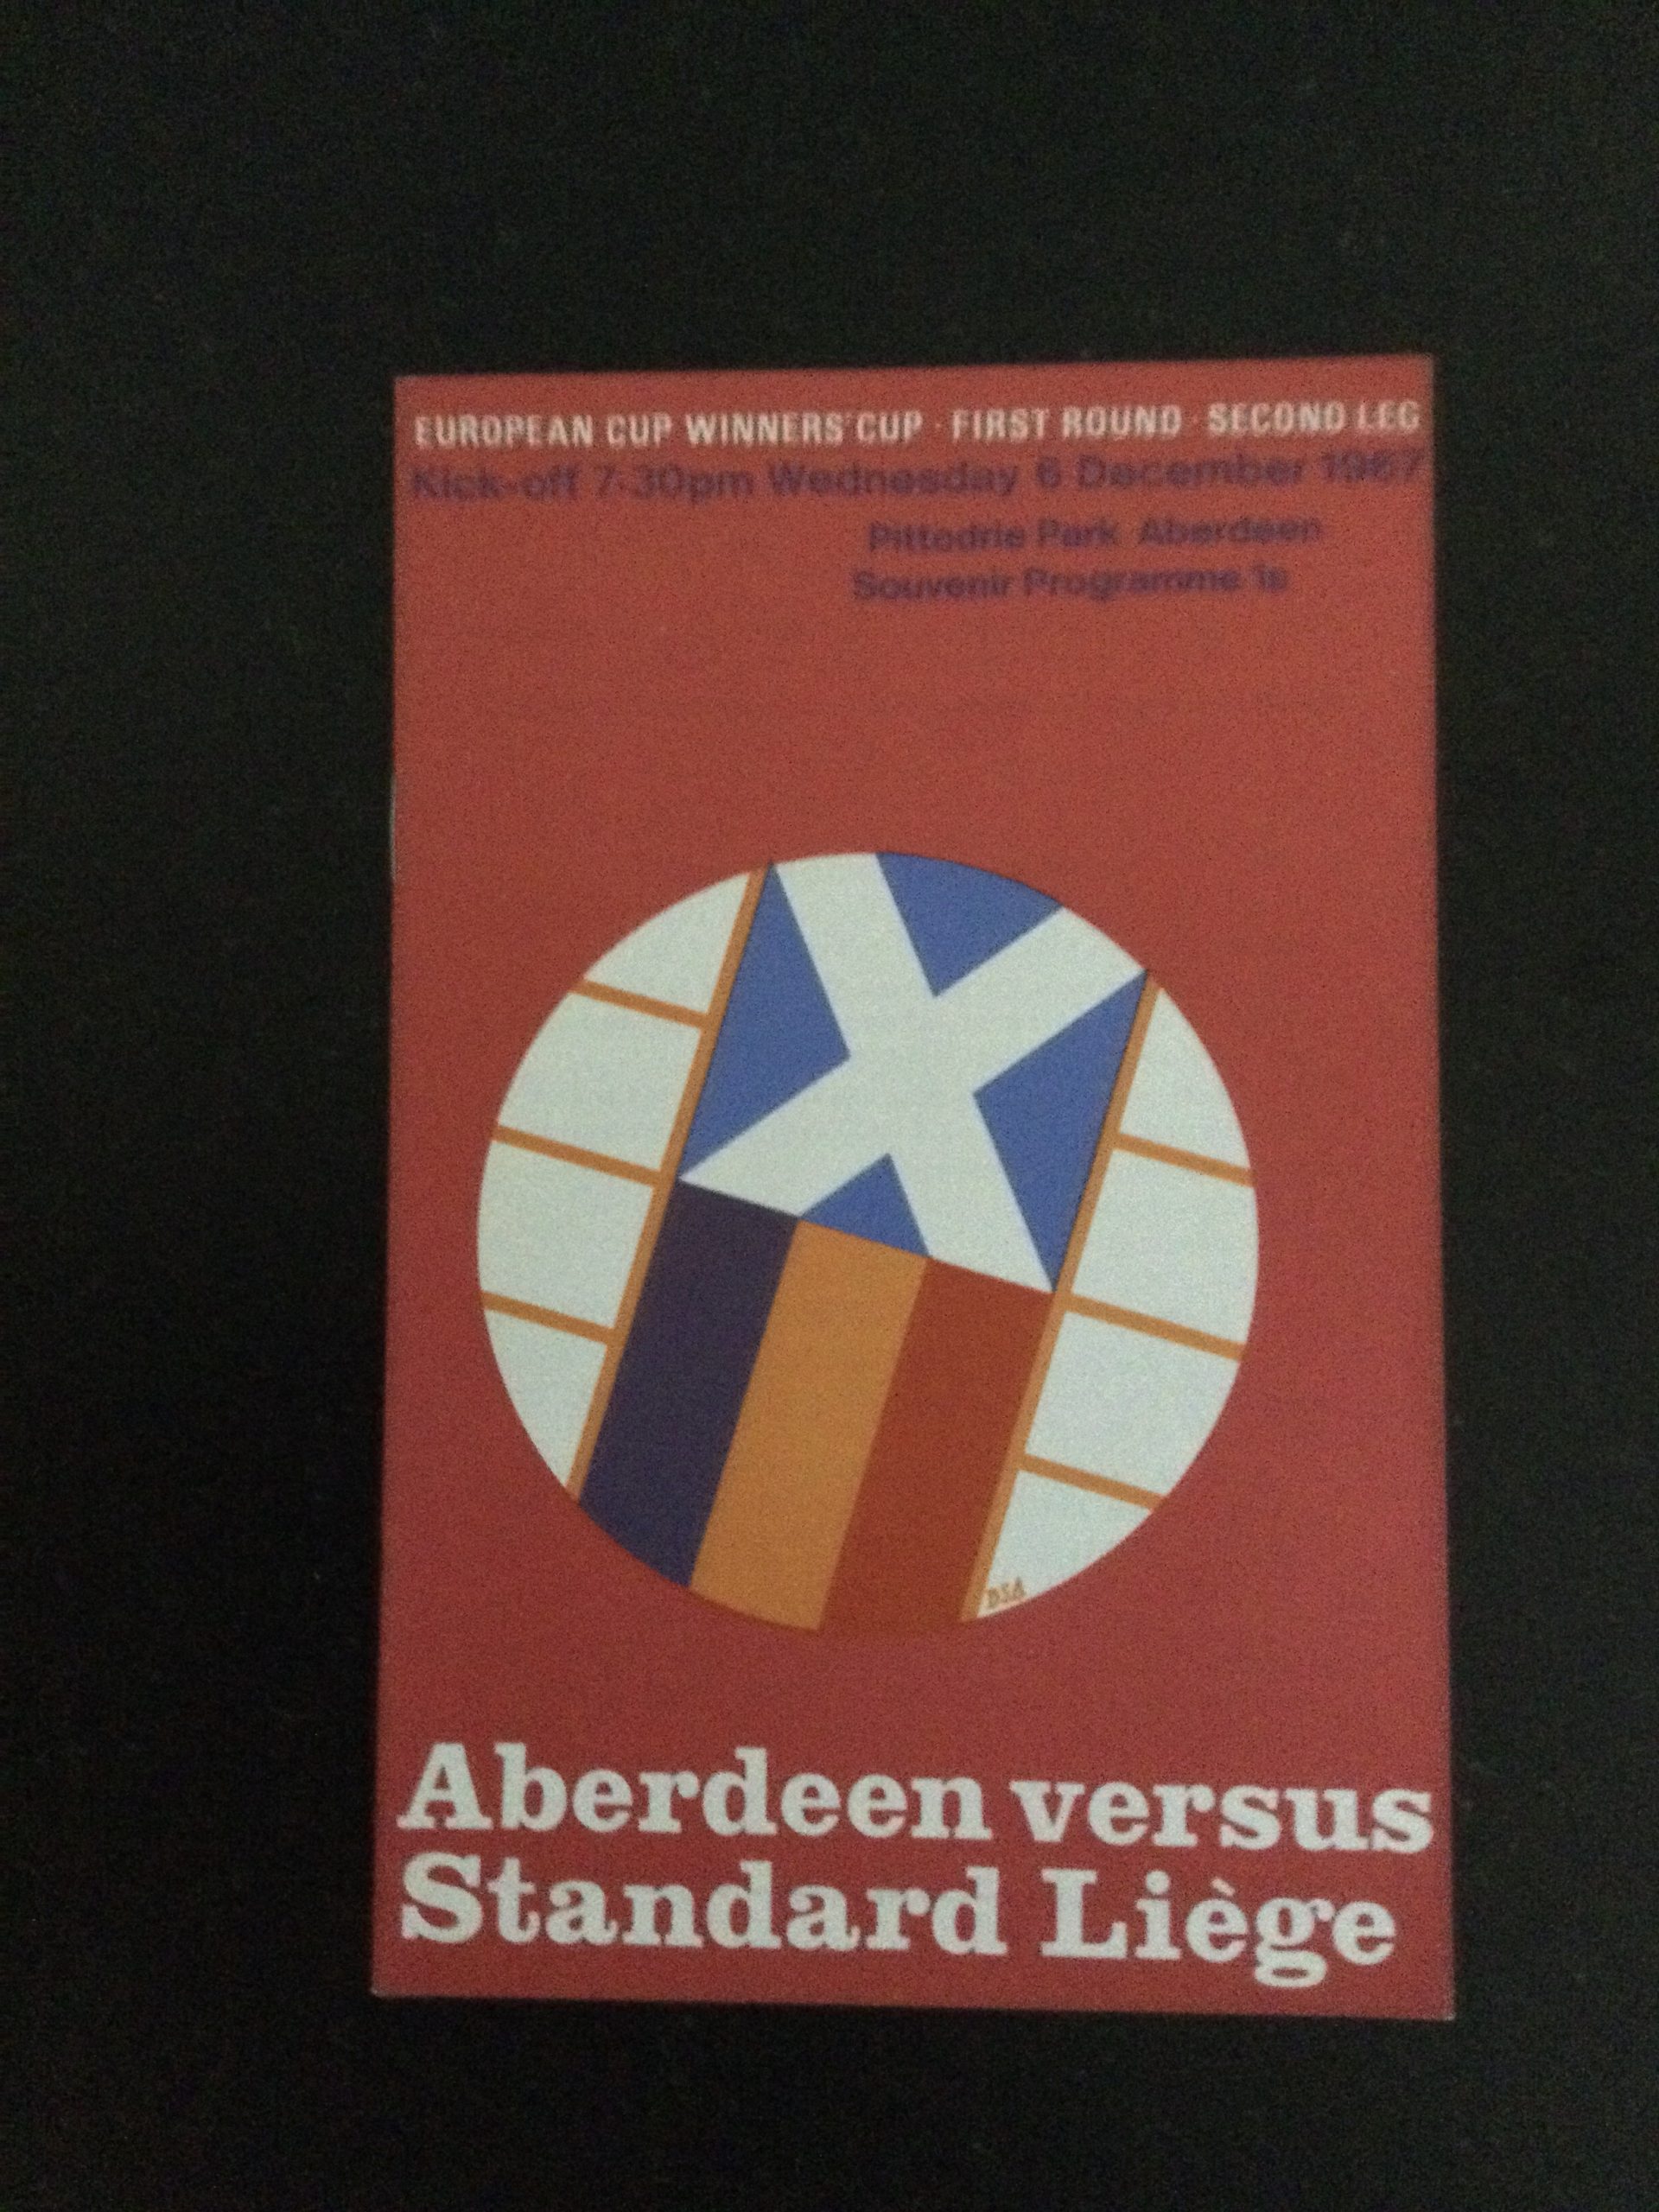 EUROPEAN CUP WINNERS' CUP · FIRST ROUND · SECOND LEG
Kick-off 7·30pm Wednesday 6 December 1967
Pittodrie Park Aberdeen
Souvenir Programme 1s
DSA
Aberdeen versus
Standard Liège